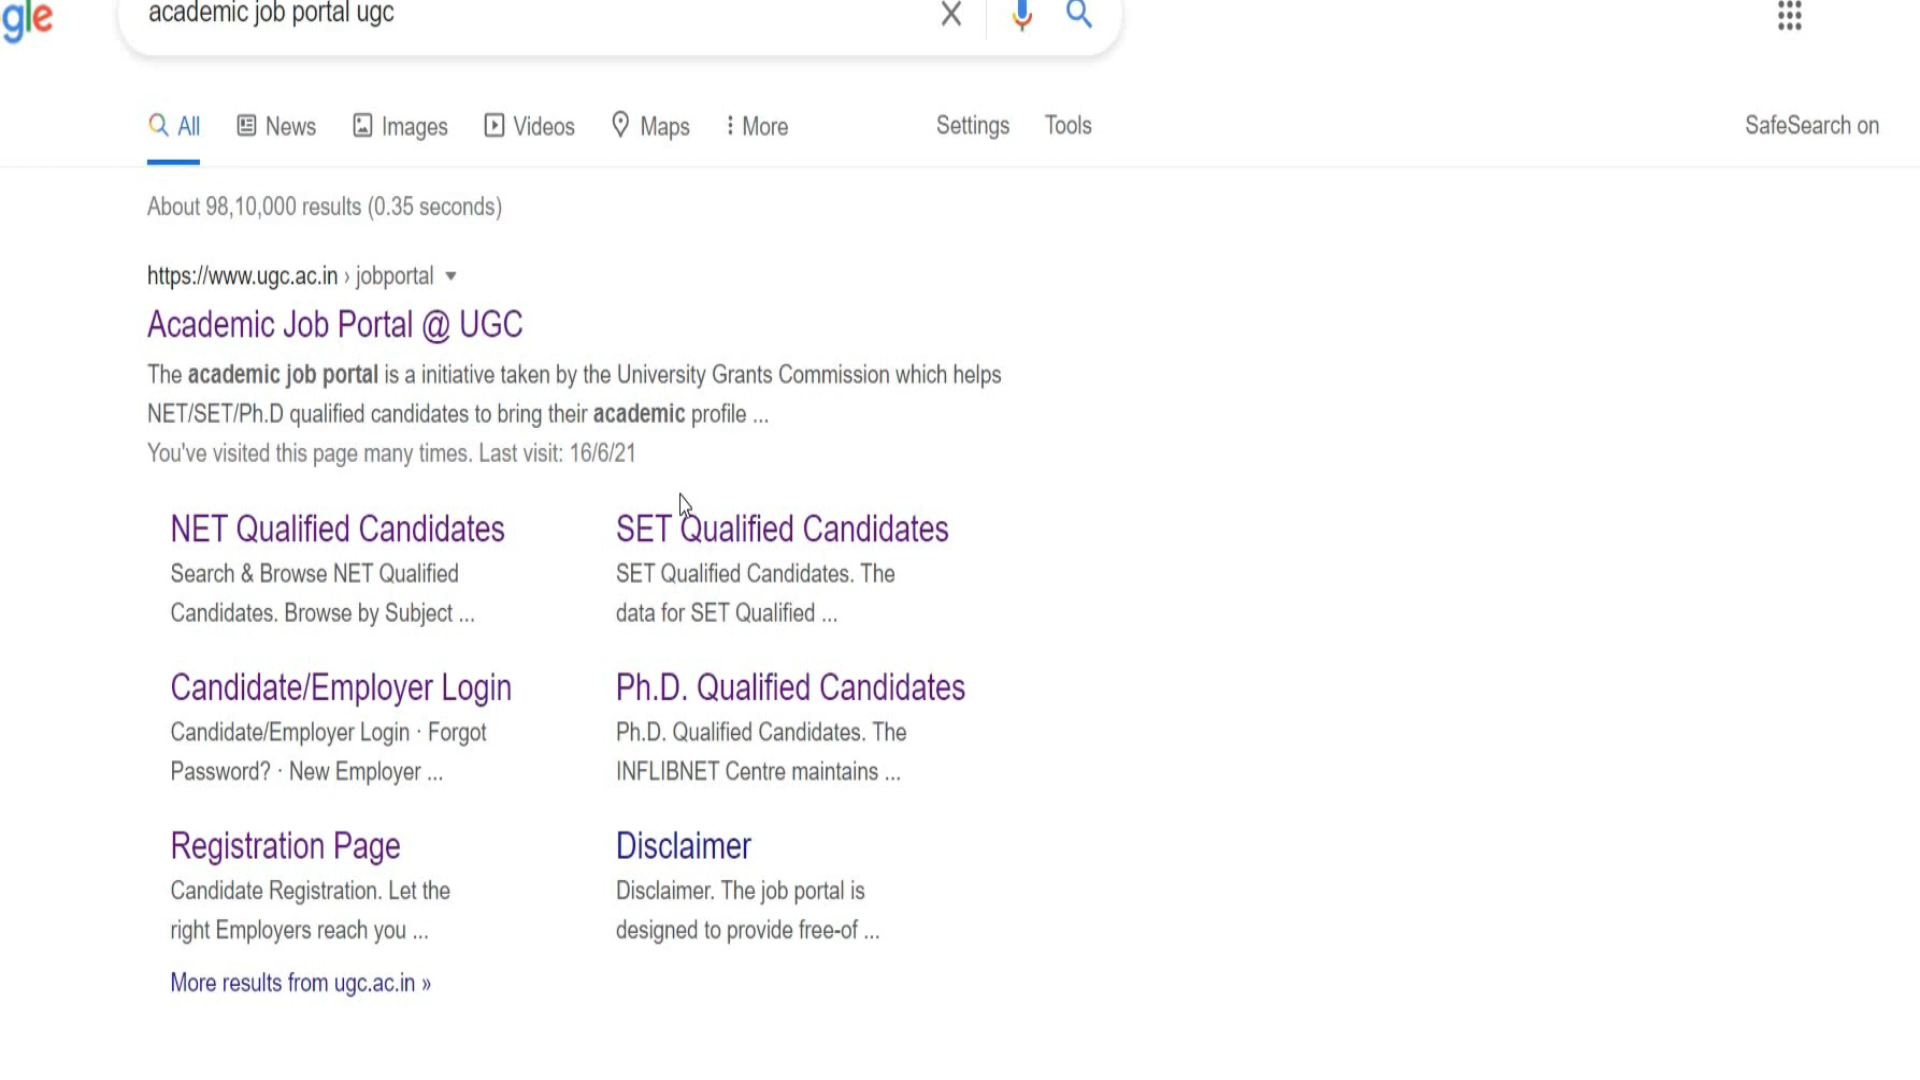 gle
academic job portal ugc
All News Images Videos Maps More Settings Tools SafeSearch on
About 98,10,000 results (0.35 seconds)
https://www.ugc.ac.in › jobportal
Academic Job Portal @ UGC
The academic job portal is a initiative taken by the University Grants Commission which helps
NET/SET/Ph.D qualified candidates to bring their academic profile ...
You've visited this page many times. Last visit: 16/6/21
NET Qualified Candidates
Search & Browse NET Qualified
Candidates. Browse by Subject ...
SET Qualified Candidates
SET Qualified Candidates. The
data for SET Qualified ...
Candidate/Employer Login
Candidate/Employer Login · Forgot
Password? · New Employer ...
Ph.D. Qualified Candidates
Ph.D. Qualified Candidates. The
INFLIBNET Centre maintains ...
Registration Page
Candidate Registration. Let the
right Employers reach you ...
Disclaimer
Disclaimer. The job portal is
designed to provide free-of ...
More results from ugc.ac.in »